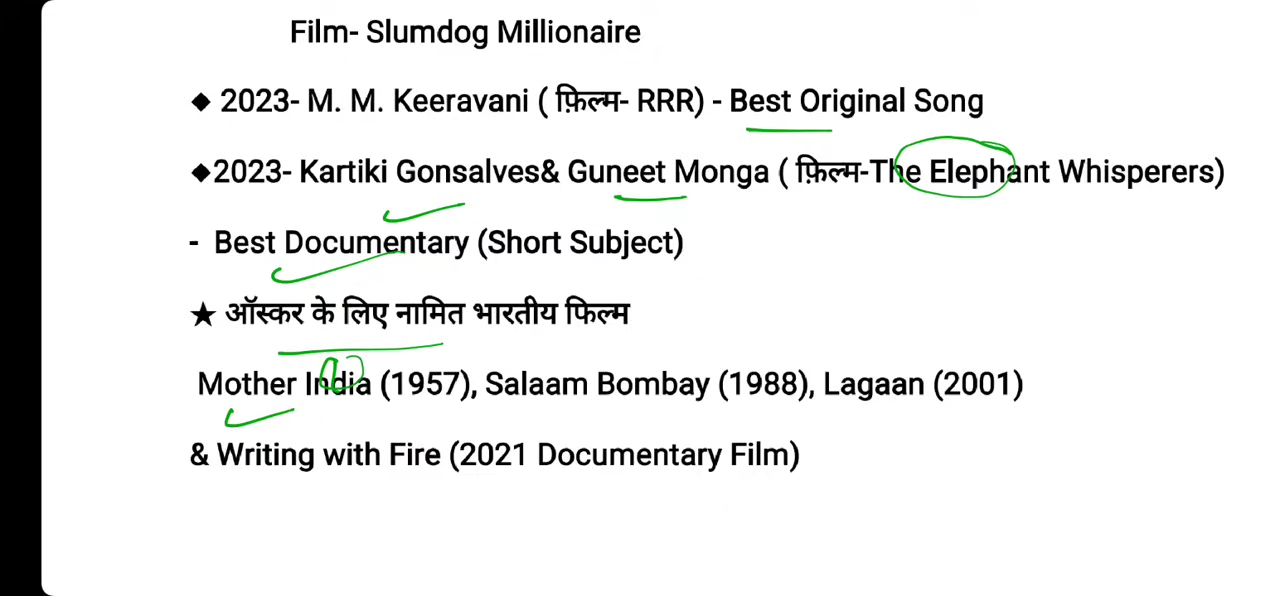 Film- Slumdog Millionaire
◆ 2023- M. M. Keeravani ( फ़िल्म- RRR) - Best Original Song
◆2023- Kartiki Gonsalves& Guneet Monga ( फ़िल्म-The Elephant Whisperers)
- Best Documentary (Short Subject)
★ ऑस्कर के लिए नामित भारतीय फिल्म
Mother India (1957), Salaam Bombay (1988), Lagaan (2001)
& Writing with Fire (2021 Documentary Film)